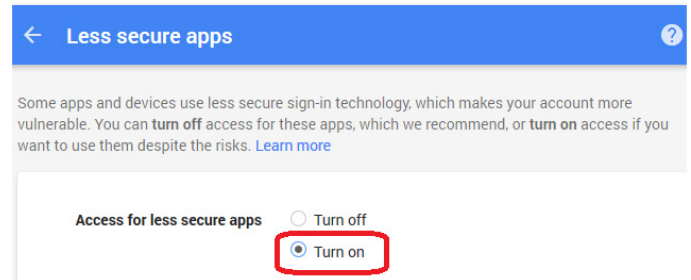 Less secure apps
Some apps and devices use less secure sign-in technology, which makes your account more
vulnerable. You can turn off access for these apps, which we recommend, or turn on access if you
want to use them despite the risks. Learn more
Access for less secure apps Turn off
Turn on